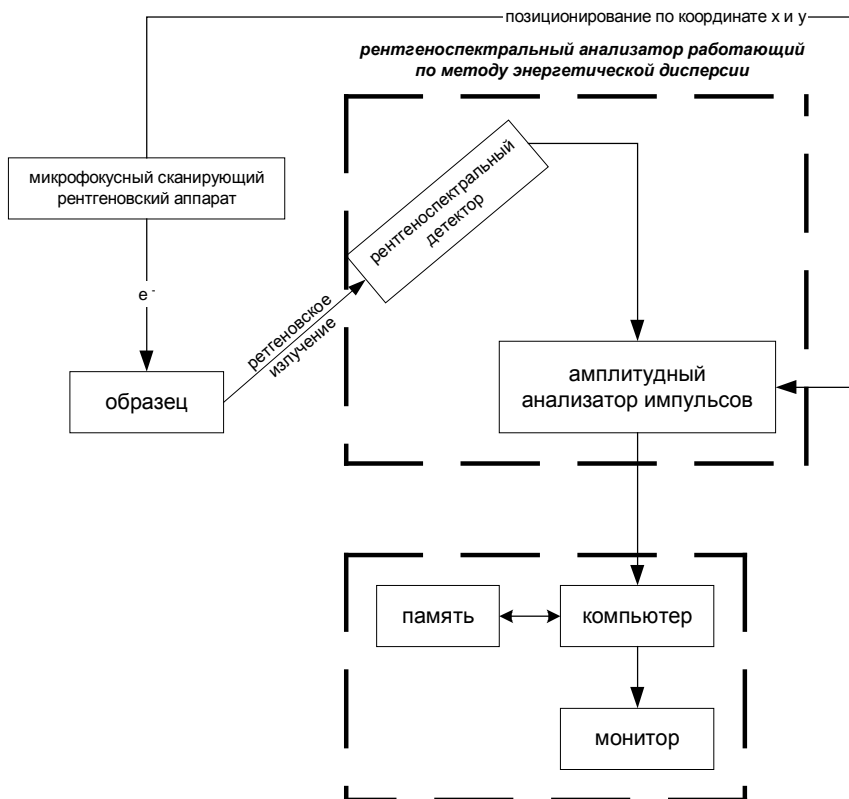 позиционирование по координате x и y
рентгеноспектральный анализатор работающий
по методу энергетической дисперсии
микрофокусный сканирующий
рентгеновский аппарат
рентгеноспектральный
детектор
e -
ретгеновское
излучение
образец
амплитудный
анализатор импульсов
память
компьютер
монитор